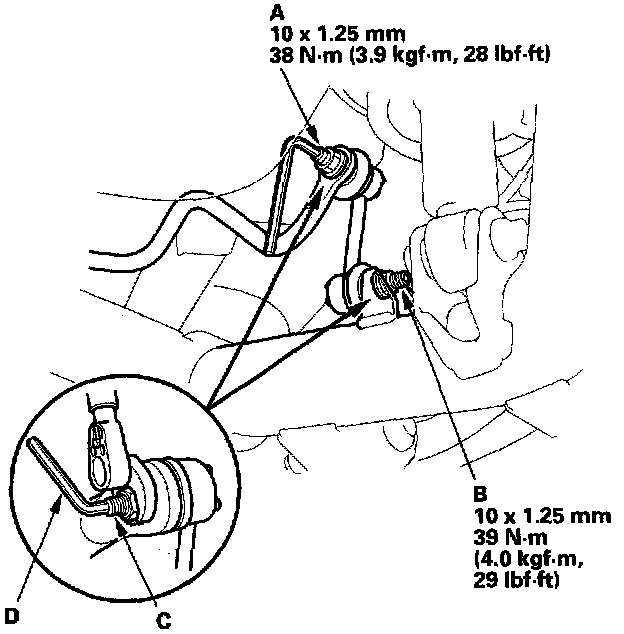 A
10 x 1.25 mm
38 N·m (3.9 kgf·m, 28 lbf·ft)
B
10 x 1.25 mm
39 N·m
(4.0 kgf·m,
29 lbf·ft)
D
C